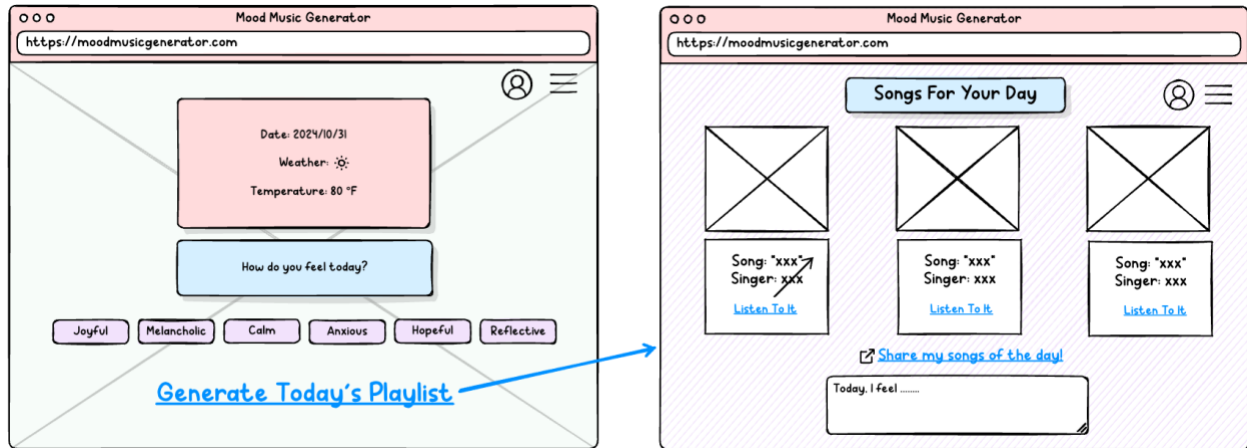 Mood Music Generator
https://moodmusicgenerator.com
Date: 2024/10/31
Weather:
Temperature: 80 °F
How do you feel today?
Joyful
Melancholic
Calm
Anxious
Hopeful
Reflective
Generate Today's Playlist
Mood Music Generator
https://moodmusicgenerator.com
Songs For Your Day
Song: "xxx"
Singer: xxx
Listen To It
Song: "xxx"
Singer: xxx
Listen To It
Song: "xxx"
Singer: xxx
Listen To It
Share my songs of the day!
Today, I feel ........